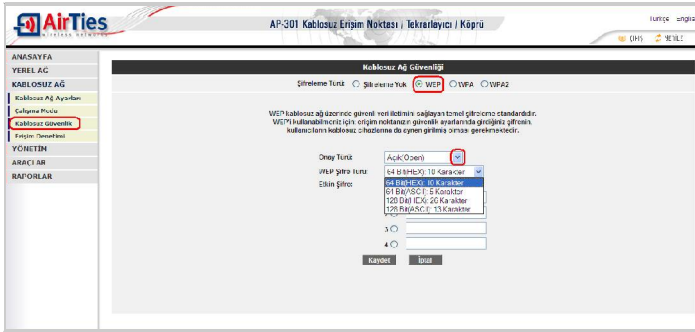 AirTies
wireless networks
AP-301 Kablosuz Erişim Noktası / Tekrarlayıcı / Köprü
Türkçe
YENİLE
ANASAYFA
YEREL AĞ
KABLOSUZ AĞ
Kablosuz Ağ Ayarları
Çalışma Modu
Kablosuz Güvenlik
Erişim Denetimi
YÖNETİM
ARAÇLAR
RAPORLAR
Kablosuz Ağ Güvenliği
Şifreleme Türü: Şifreleme Yok WEP WPA WPA2
WEP kablosuz ağ üzerinde güvenli veri iletimini sağlayan temel şifreleme standardıdır.
WEP'i kullanabilmeniz için, erişim noktanızın güvenlik ayarlarında girdiğiniz şifrenin,
kullanıcıların kablosuz cihazlarına da aynen girilmiş olması gerekmektedir.
Onay Türü: Açık(Open)
WEP Şifre Türü: 64 Bit(HEX): 10 Karakter
Etkin Şifre: 64 Bit(HEX): 10 Karakter
64 Bit(ASCII): 5 Karakter
128 Bit(HEX): 26 Karakter
128 Bit(ASCII): 13 Karakter
3
4
Kaydet İptal